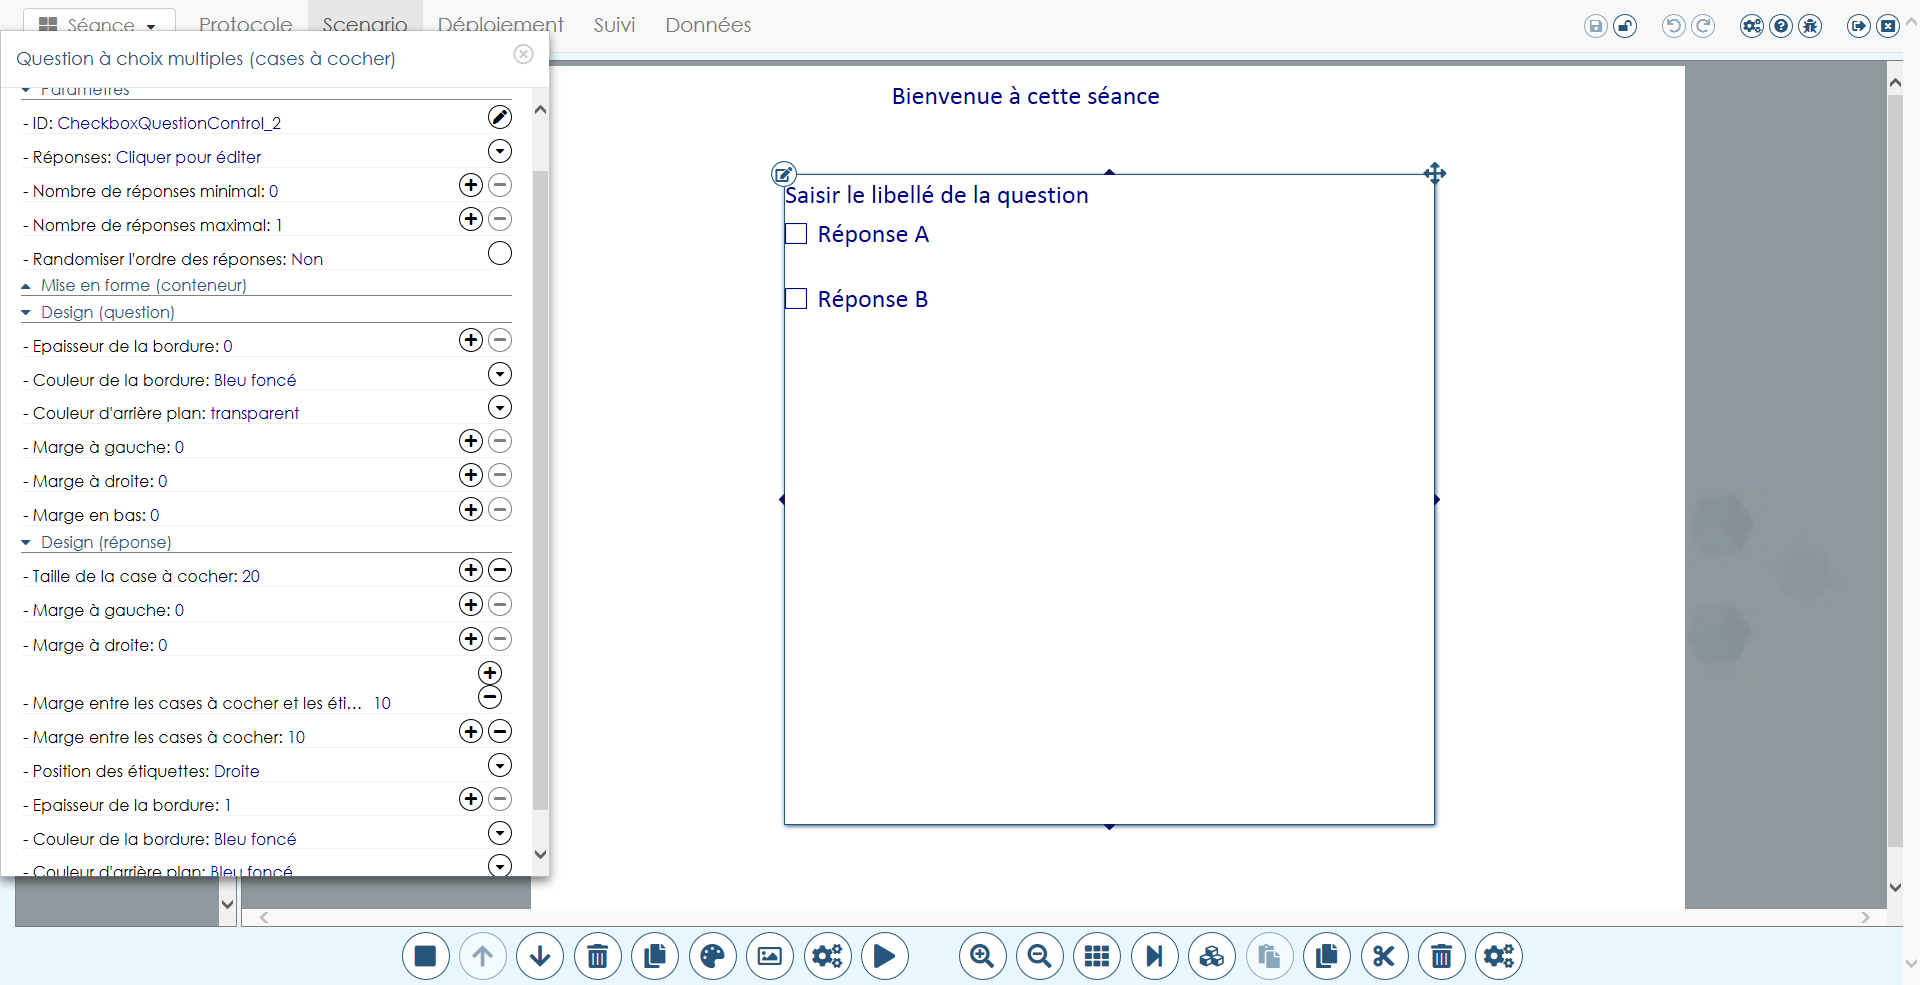 Séance
Protocole
Scenario
Déploiement
Suivi
Données
Question à choix multiples (cases à cocher)
Paramètres
- ID: CheckboxQuestionControl_2
- Réponses: Cliquer pour éditer
- Nombre de réponses minimal: 0
- Nombre de réponses maximal: 1
- Randomiser l'ordre des réponses: Non
Mise en forme (conteneur)
Design (question)
- Epaisseur de la bordure: 0
- Couleur de la bordure: Bleu foncé
- Couleur d'arrière plan: transparent
- Marge à gauche: 0
- Marge à droite: 0
- Marge en bas: 0
Design (réponse)
- Taille de la case à cocher: 20
- Marge à gauche: 0
- Marge à droite: 0
- Marge entre les cases à cocher et les éti... 10
- Marge entre les cases à cocher: 10
- Position des étiquettes: Droite
- Epaisseur de la bordure: 1
- Couleur de la bordure: Bleu foncé
- Couleur d'arrière plan: Bleu foncé
Bienvenue à cette séance
Saisir le libellé de la question
Réponse A
Réponse B